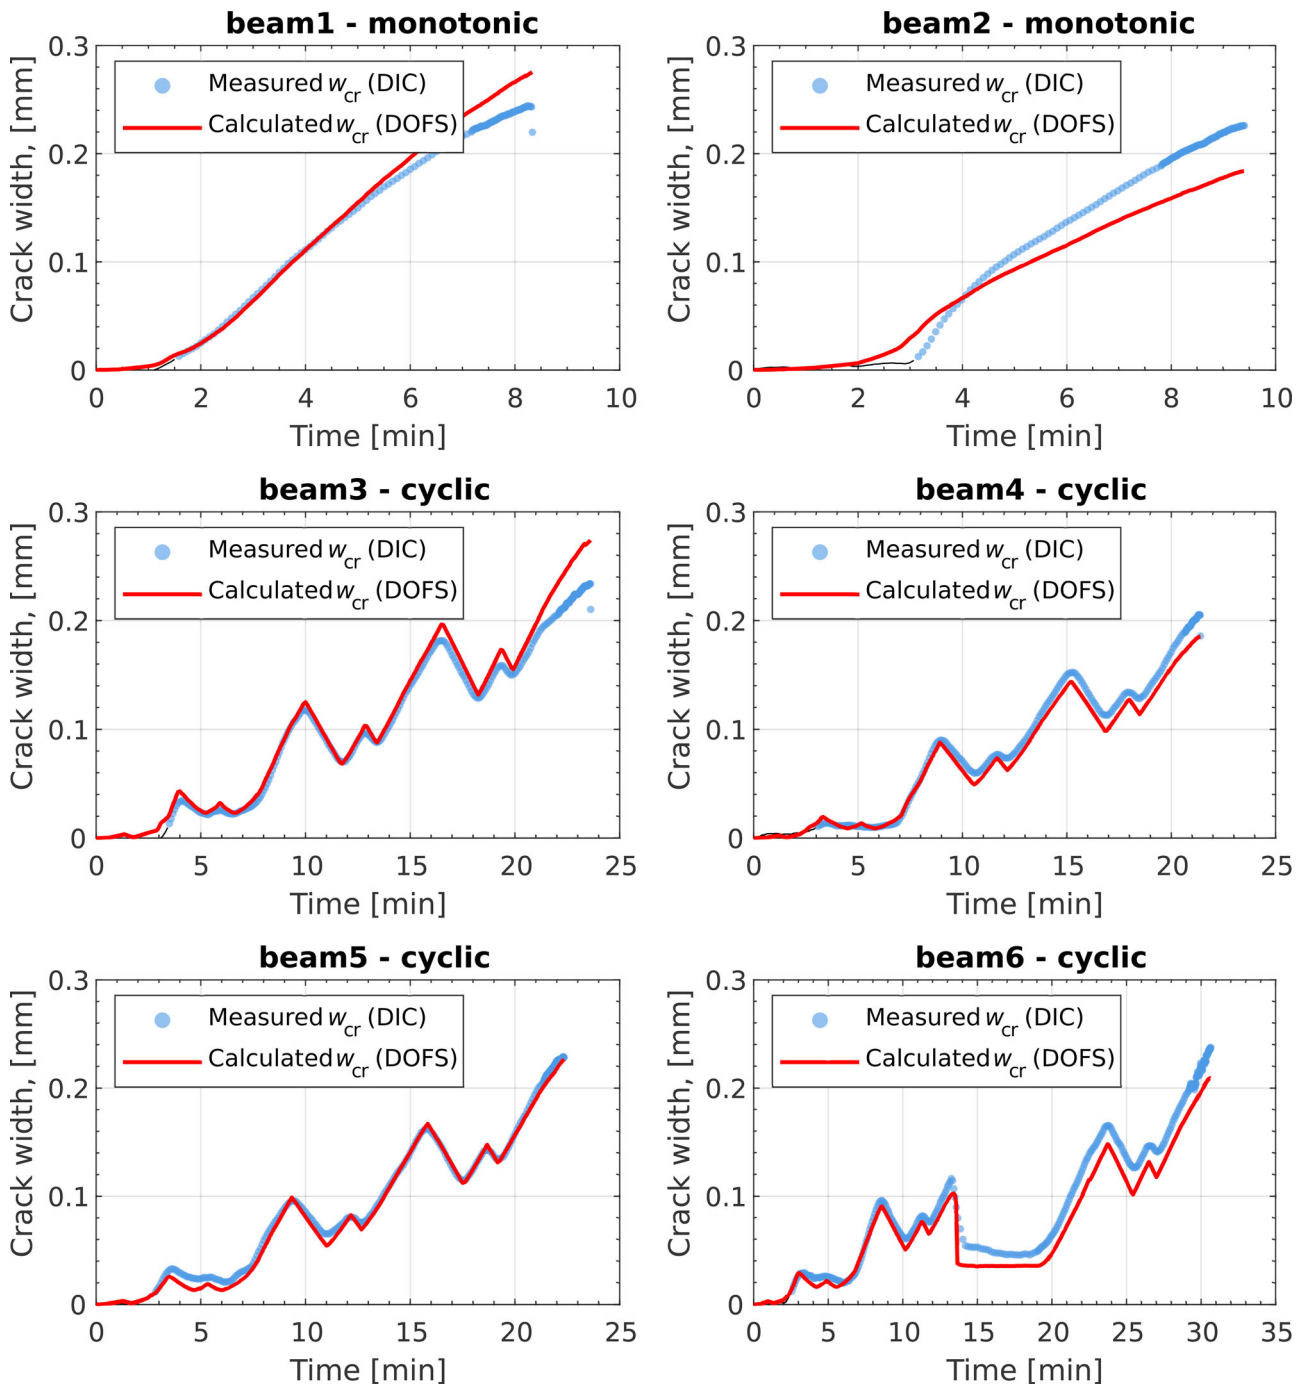 beam1 - monotonic
0.3
0.2
0.1
0
Crack width, [mm]
Measured wcr (DIC)
Calculated wcr (DOFS)
0 2 4 6 8 10
Time [min]
beam2 - monotonic
0.3
0.2
0.1
0
Crack width, [mm]
Measured wcr (DIC)
Calculated wcr (DOFS)
0 2 4 6 8 10
Time [min]
beam3 - cyclic
0.3
0.2
0.1
0
Crack width, [mm]
Measured wcr (DIC)
Calculated wcr (DOFS)
0 5 10 15 20 25
Time [min]
beam4 - cyclic
0.3
0.2
0.1
0
Crack width, [mm]
Measured wcr (DIC)
Calculated wcr (DOFS)
0 5 10 15 20 25
Time [min]
beam5 - cyclic
0.3
0.2
0.1
0
Crack width, [mm]
Measured wcr (DIC)
Calculated wcr (DOFS)
0 5 10 15 20 25
Time [min]
beam6 - cyclic
0.3
0.2
0.1
0
Crack width, [mm]
Measured wcr (DIC)
Calculated wcr (DOFS)
0 5 10 15 20 25 30 35
Time [min]